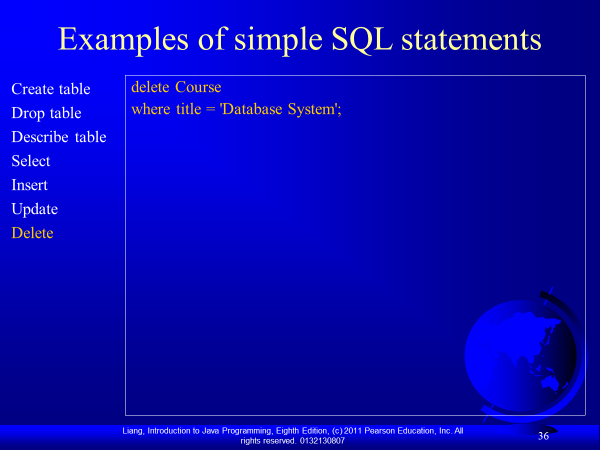 Examples of simple SQL statements
Create table
Drop table
Describe table
Select
Insert
Update
Delete
delete Course
where title = 'Database System';
Liang, Introduction to Java Programming, Eighth Edition, (c) 2011 Pearson Education, Inc. All
rights reserved. 0132130807
36